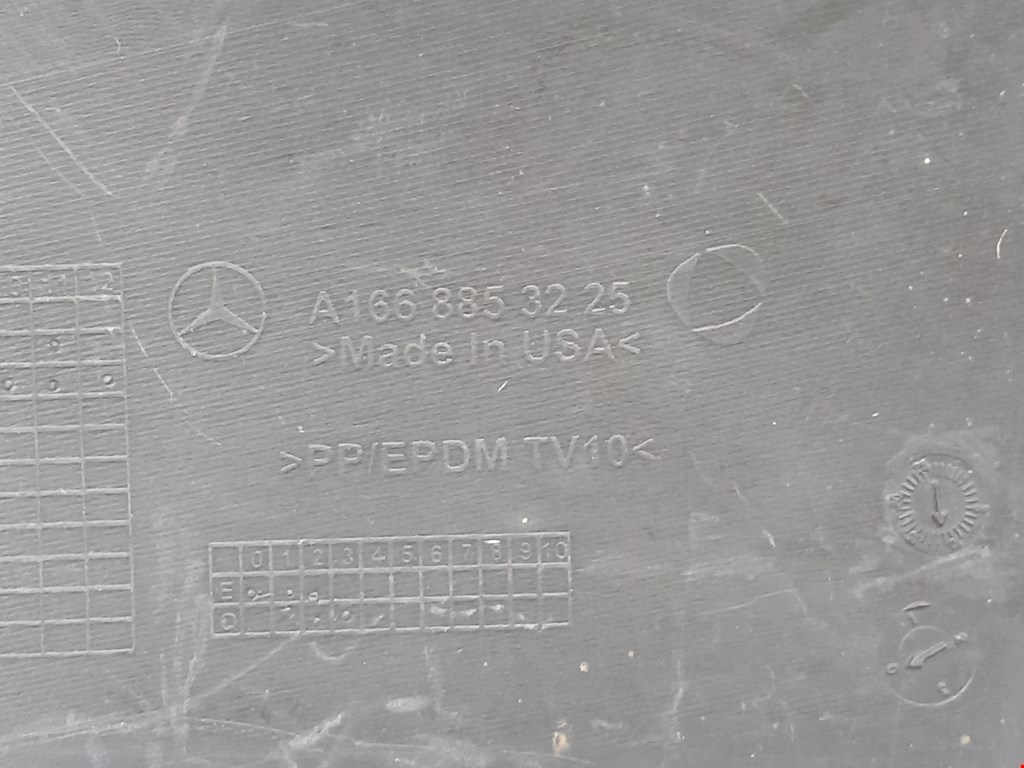 A166 885 32 25
>Made In USA<
>PP/EPDM TV10<
0 1 2 3 4 5 6 7 8 9 10
E
Q